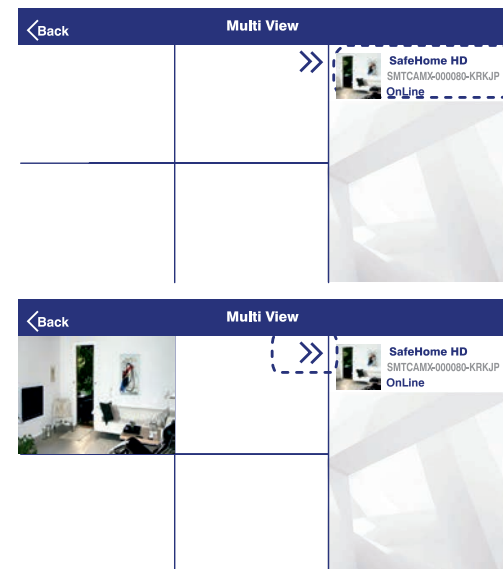 Back
Multi View
SafeHome HD
SMTCAMX-000080-KRKJP
OnLine
Back
Multi View
SafeHome HD
SMTCAMX-000080-KRKJP
OnLine